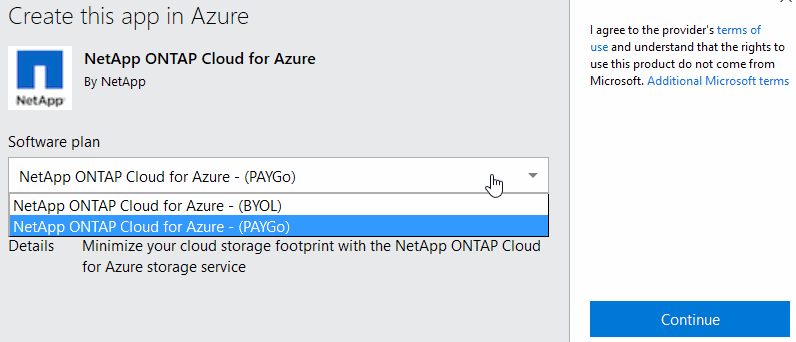 Create this app in Azure
NetApp ONTAP Cloud for Azure
By NetApp
NetApp
Software plan
NetApp ONTAP Cloud for Azure - (PAYGo)
NetApp ONTAP Cloud for Azure - (BYOL)
NetApp ONTAP Cloud for Azure - (PAYGo)
Details Minimize your cloud storage footprint with the NetApp ONTAP Cloud
for Azure storage service
I agree to the provider's terms of
use and understand that the rights to
use this product do not come from
Microsoft. Additional Microsoft terms
Continue